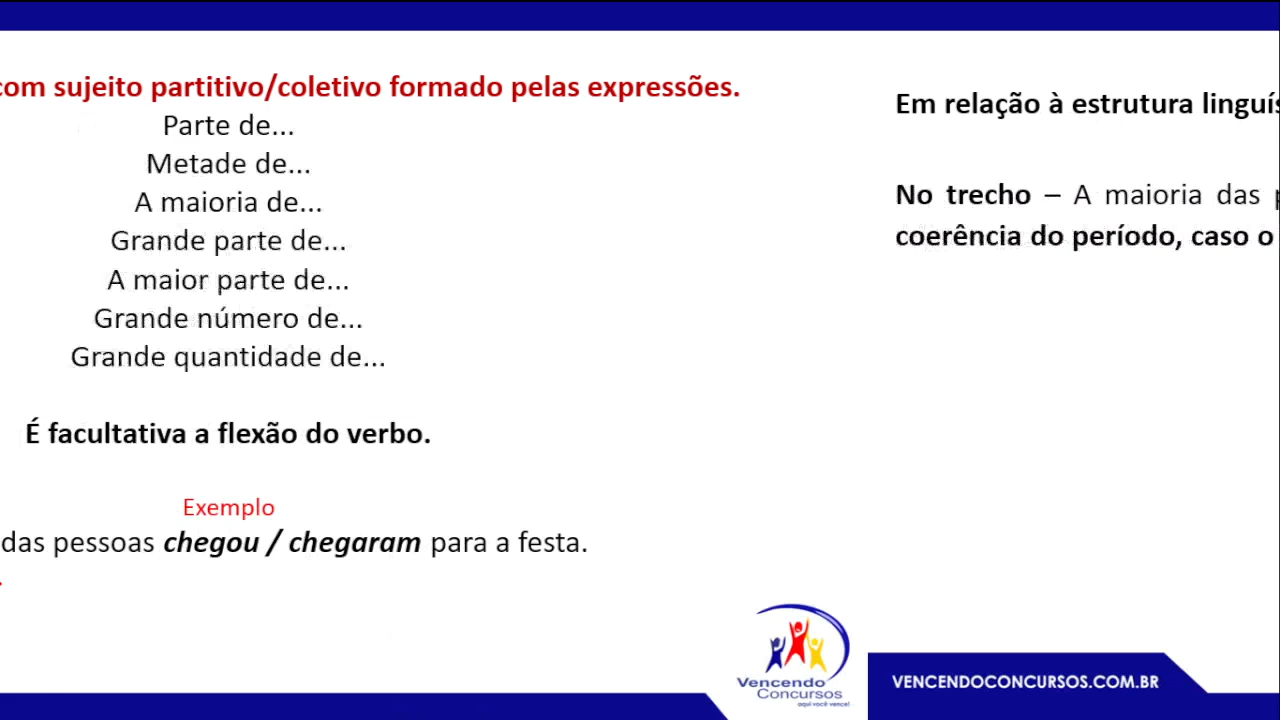 com sujeito partitivo/coletivo formado pelas expressões.
Parte de...
Metade de...
A maioria de...
Grande parte de...
A maior parte de...
Grande número de...
Grande quantidade de...
É facultativa a flexão do verbo.
Exemplo
das pessoas chegou / chegaram para a festa.
Vencendo
Concursos
aqui você vence!
Em relação à estrutura linguís
No trecho – A maioria das
coerência do período, caso o
VENCENDOCONCURSOS.COM.BR